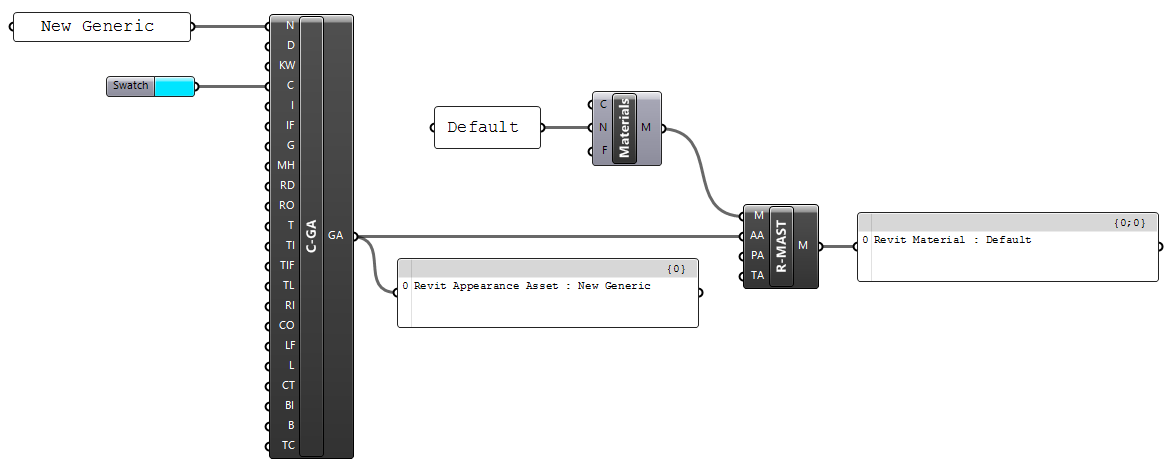 New Generic
Swatch
N
D
KW
C
I
IF
G
MH
RD
RO
T
TI
TIF
TL
RI
CO
LF
L
CT
BI
B
TC
C-GA
GA
Default
C
N
F
Materials
M
{0}
0 Revit Appearance Asset : New Generic
M
AA
PA
TA
R-MAST
M
{0;0}
0 Revit Material : Default